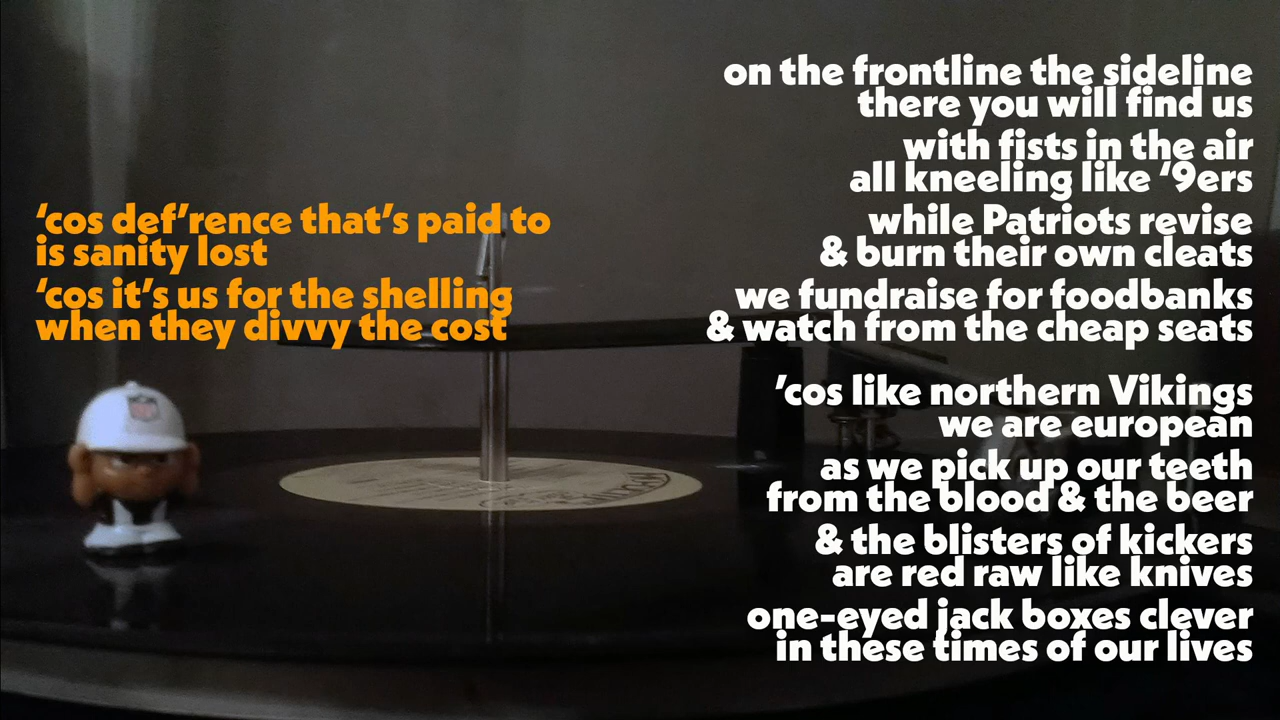 ‘cos def’rence that’s paid to
is sanity lost
‘cos it’s us for the shelling
when they divvy the cost
on the frontline the sideline
there you will find us
with fists in the air
all kneeling like ‘9ers
while Patriots revise
& burn their own cleats
we fundraise for foodbanks
& watch from the cheap seats
’cos like northern Vikings
we are european
as we pick up our teeth
from the blood & the beer
& the blisters of kickers
are red raw like knives
one-eyed jack boxes clever
in these times of our lives
NFL